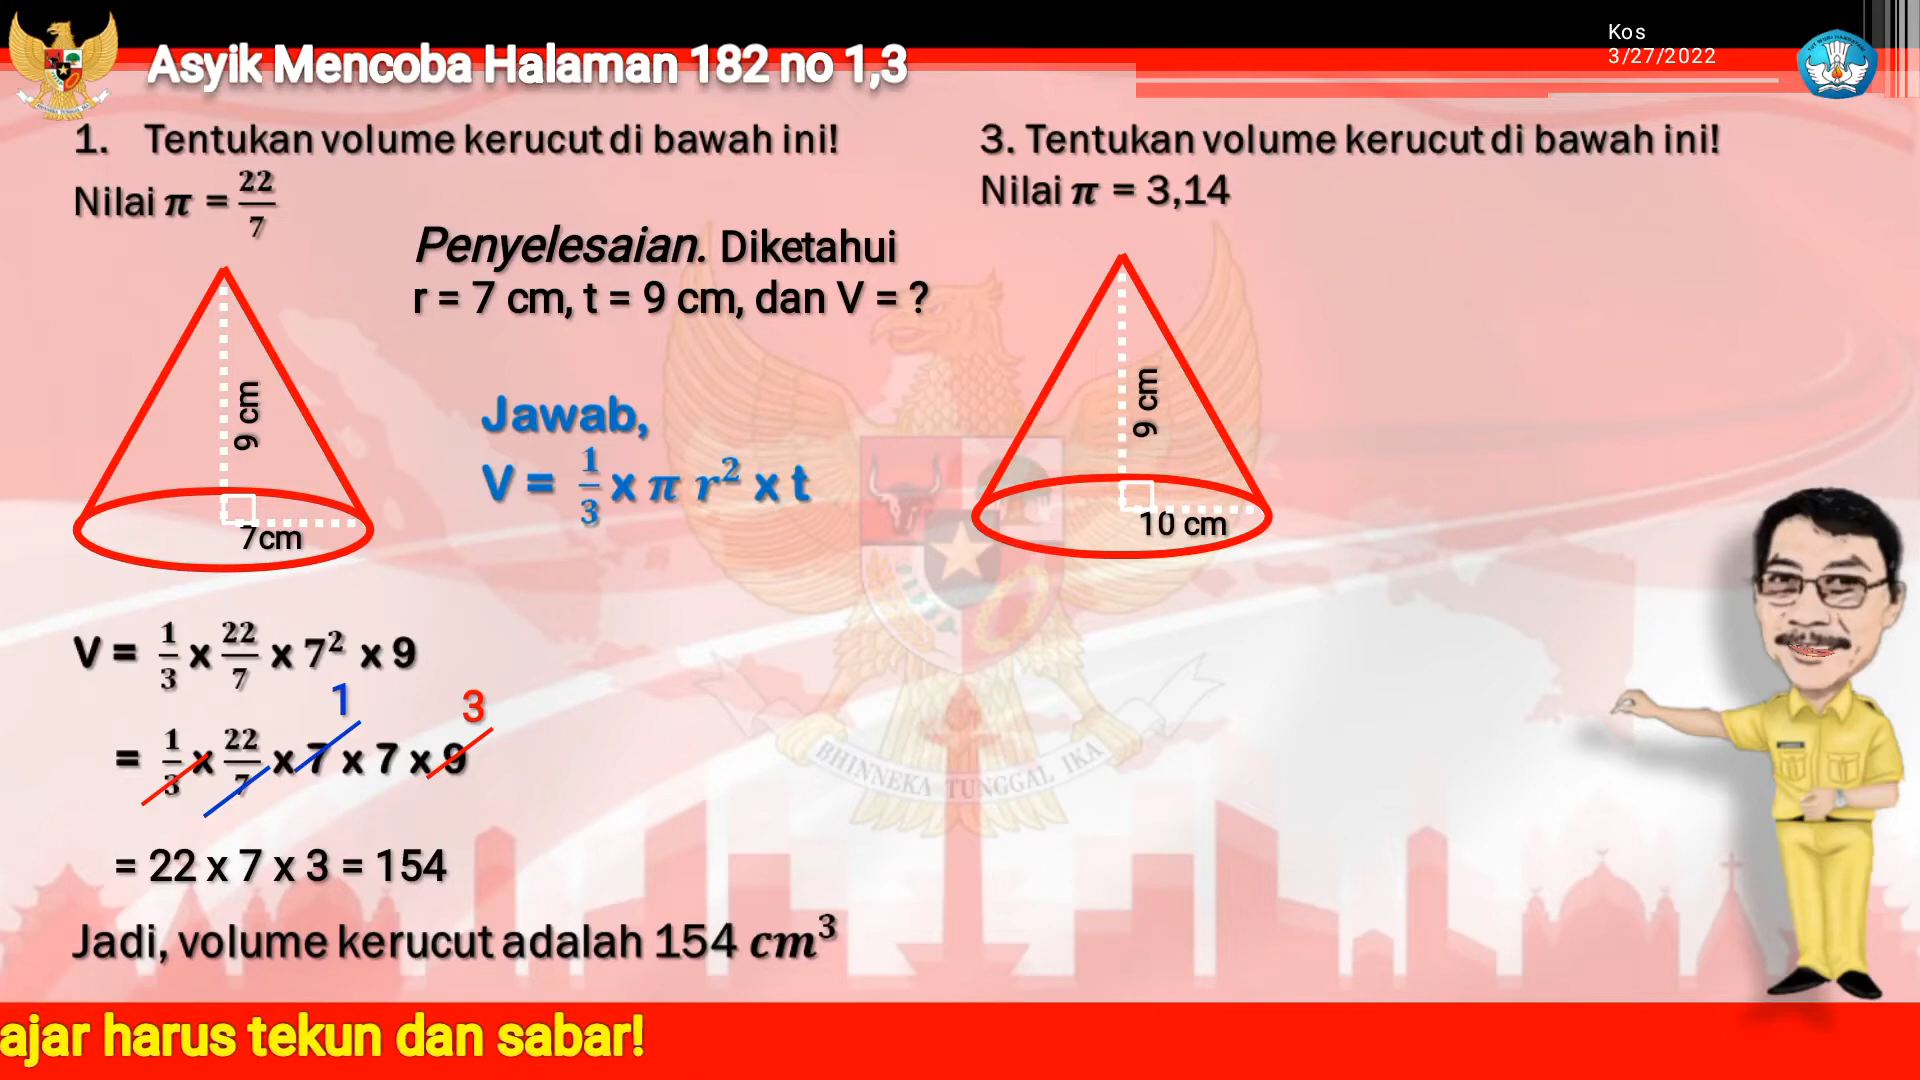 Asyik Mencoba Halaman 182 no 1,3
Kos
3/27/2022
1. Tentukan volume kerucut di bawah ini!
Nilai π = 22/7
Penyelesaian. Diketahui
r = 7 cm, t = 9 cm, dan V = ?
9 cm
7cm
Jawab,
V = 1/3 x π r² x t
V = 1/3 x 22/7 x 7² x 9
1
3
= 1/3 x 22/7 x 7 x 7 x 9
= 22 x 7 x 3 = 154
Jadi, volume kerucut adalah 154 cm³
3. Tentukan volume kerucut di bawah ini!
Nilai π = 3,14
9 cm
10 cm
BHINNEKA TUNGGAL IKA
ajar harus tekun dan sabar!